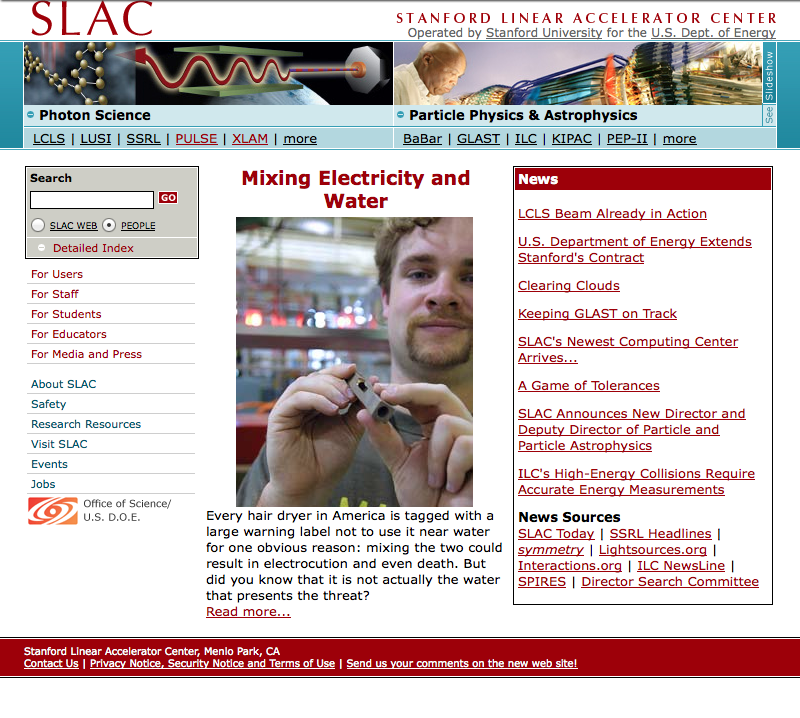 SLAC
STANFORD LINEAR ACCELERATOR CENTER
Operated by Stanford University for the U.S. Dept. of Energy
See Slideshow
Photon Science
Particle Physics & Astrophysics
LCLS | LUSI | SSRL | PULSE | XLAM | more
BaBar | GLAST | ILC | KIPAC | PEP-II | more
Search
GO
SLAC WEB PEOPLE
Detailed Index
For Users
For Staff
For Students
For Educators
For Media and Press
About SLAC
Safety
Research Resources
Visit SLAC
Events
Jobs
Office of Science/
U.S. D.O.E.
Mixing Electricity and
Water
Every hair dryer in America is tagged with a
large warning label not to use it near water
for one obvious reason: mixing the two could
result in electrocution and even death. But
did you know that it is not actually the water
that presents the threat?
Read more...
News
LCLS Beam Already in Action
U.S. Department of Energy Extends
Stanford's Contract
Clearing Clouds
Keeping GLAST on Track
SLAC's Newest Computing Center
Arrives...
A Game of Tolerances
SLAC Announces New Director and
Deputy Director of Particle and
Particle Astrophysics
ILC's High-Energy Collisions Require
Accurate Energy Measurements
News Sources
SLAC Today | SSRL Headlines |
symmetry | Lightsources.org |
Interactions.org | ILC NewsLine |
SPIRES | Director Search Committee
Stanford Linear Accelerator Center, Menlo Park, CA
Contact Us | Privacy Notice, Security Notice and Terms of Use | Send us your comments on the new web site!